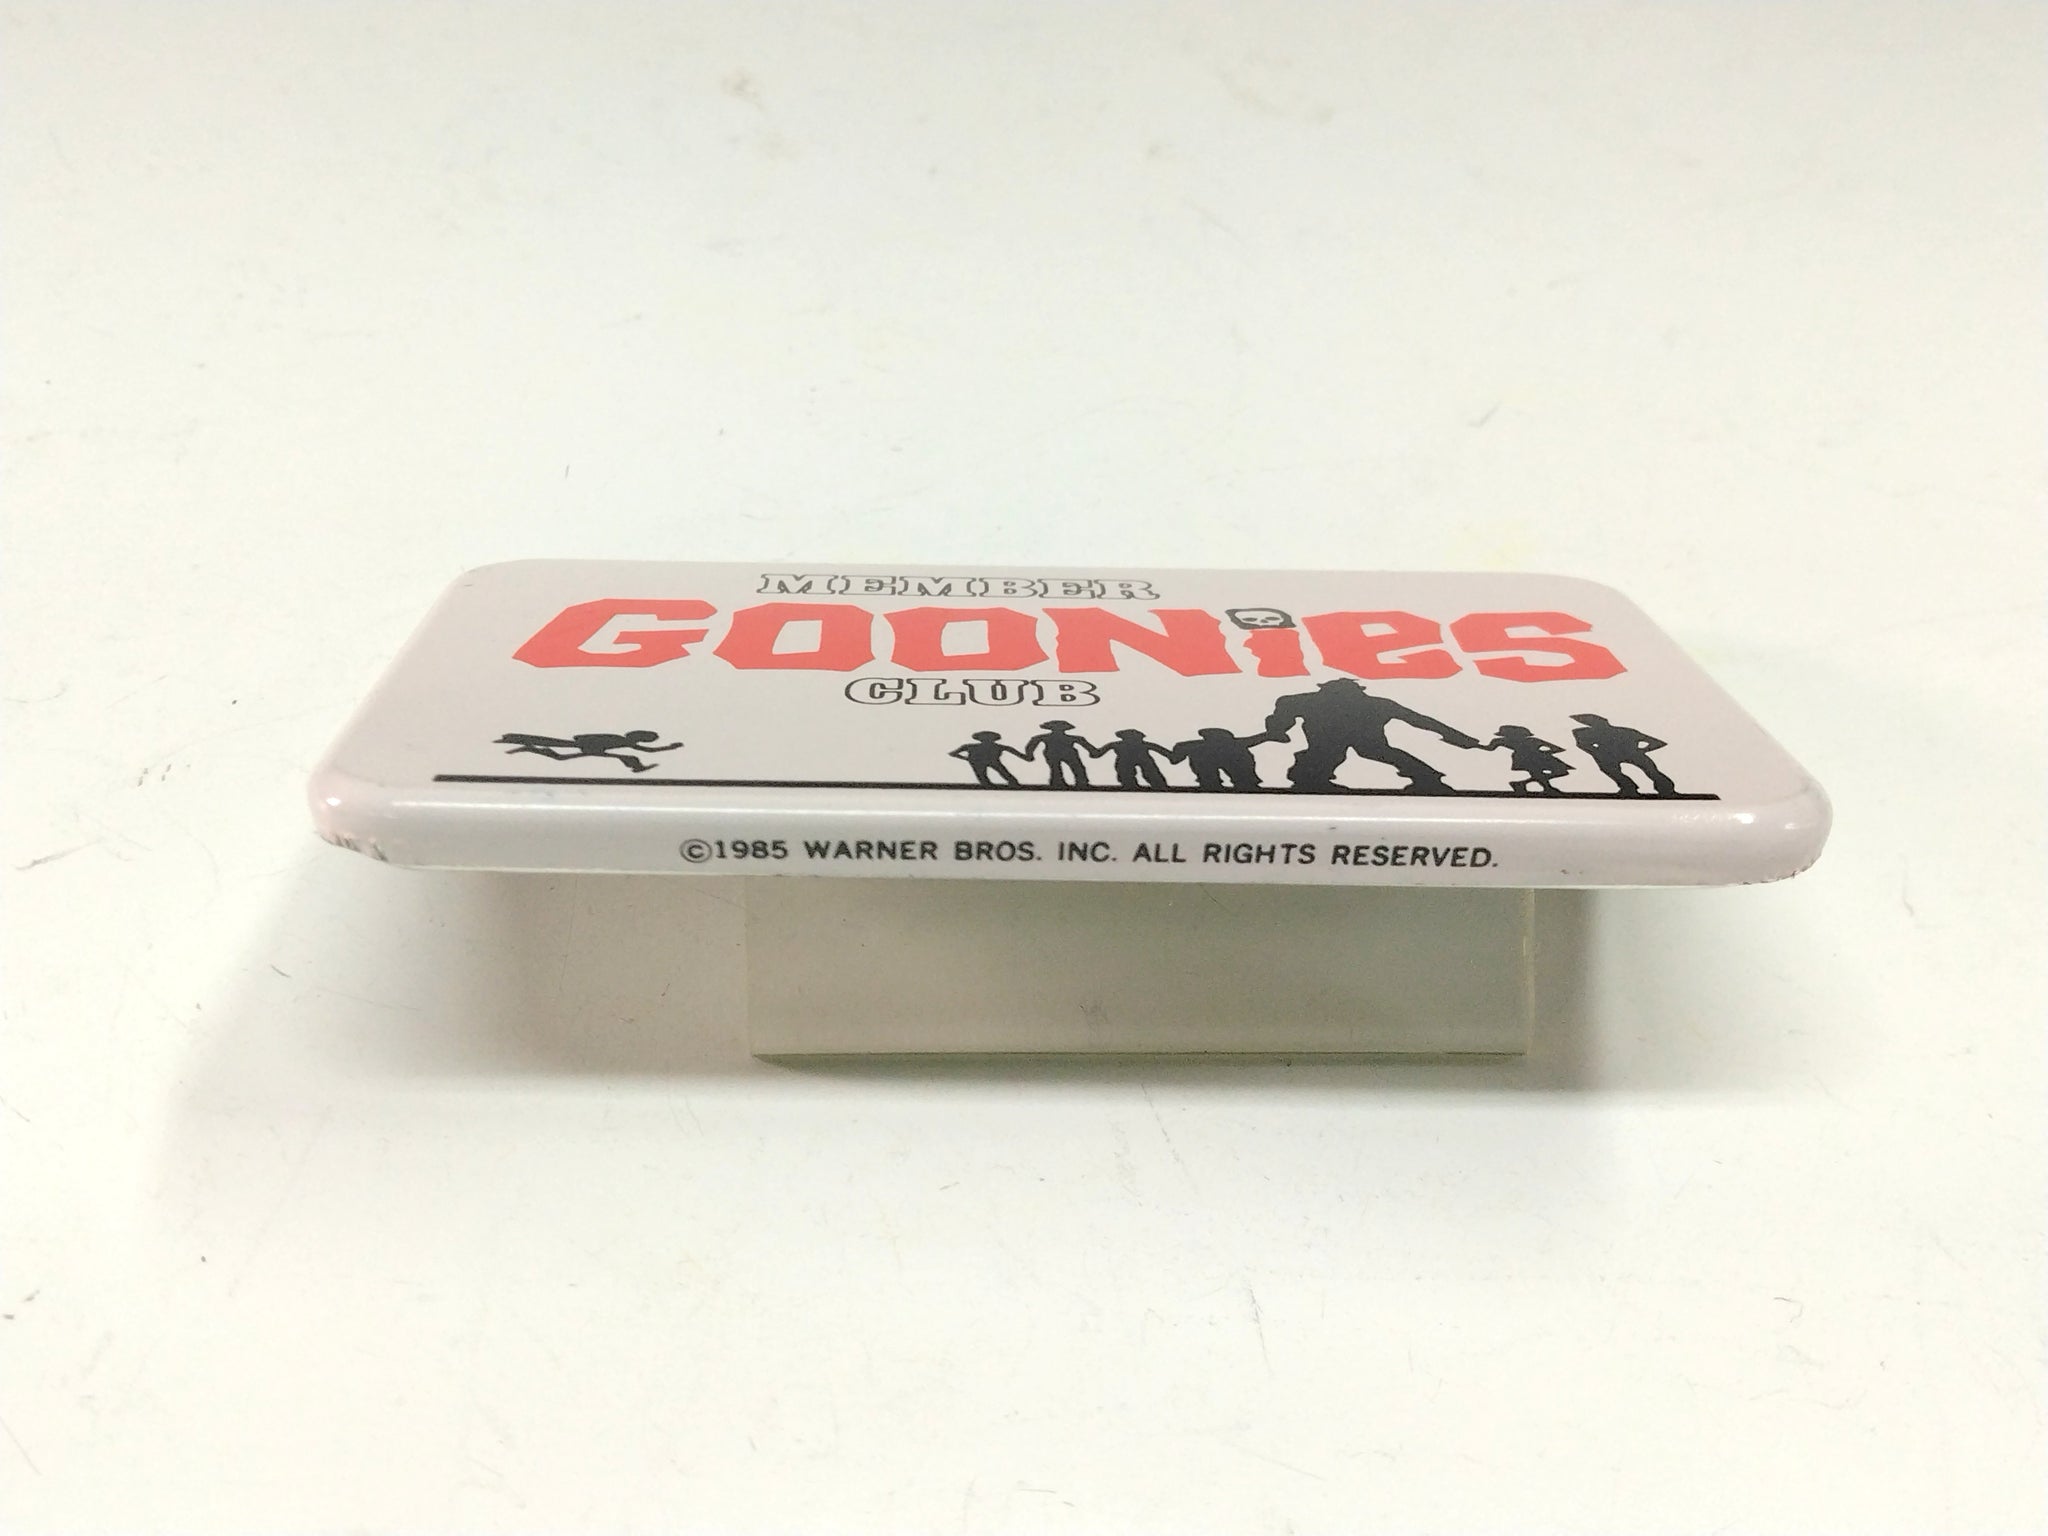 MEMBER
GOONiES
CLUB
©1985 WARNER BROS. INC. ALL RIGHTS RESERVED.